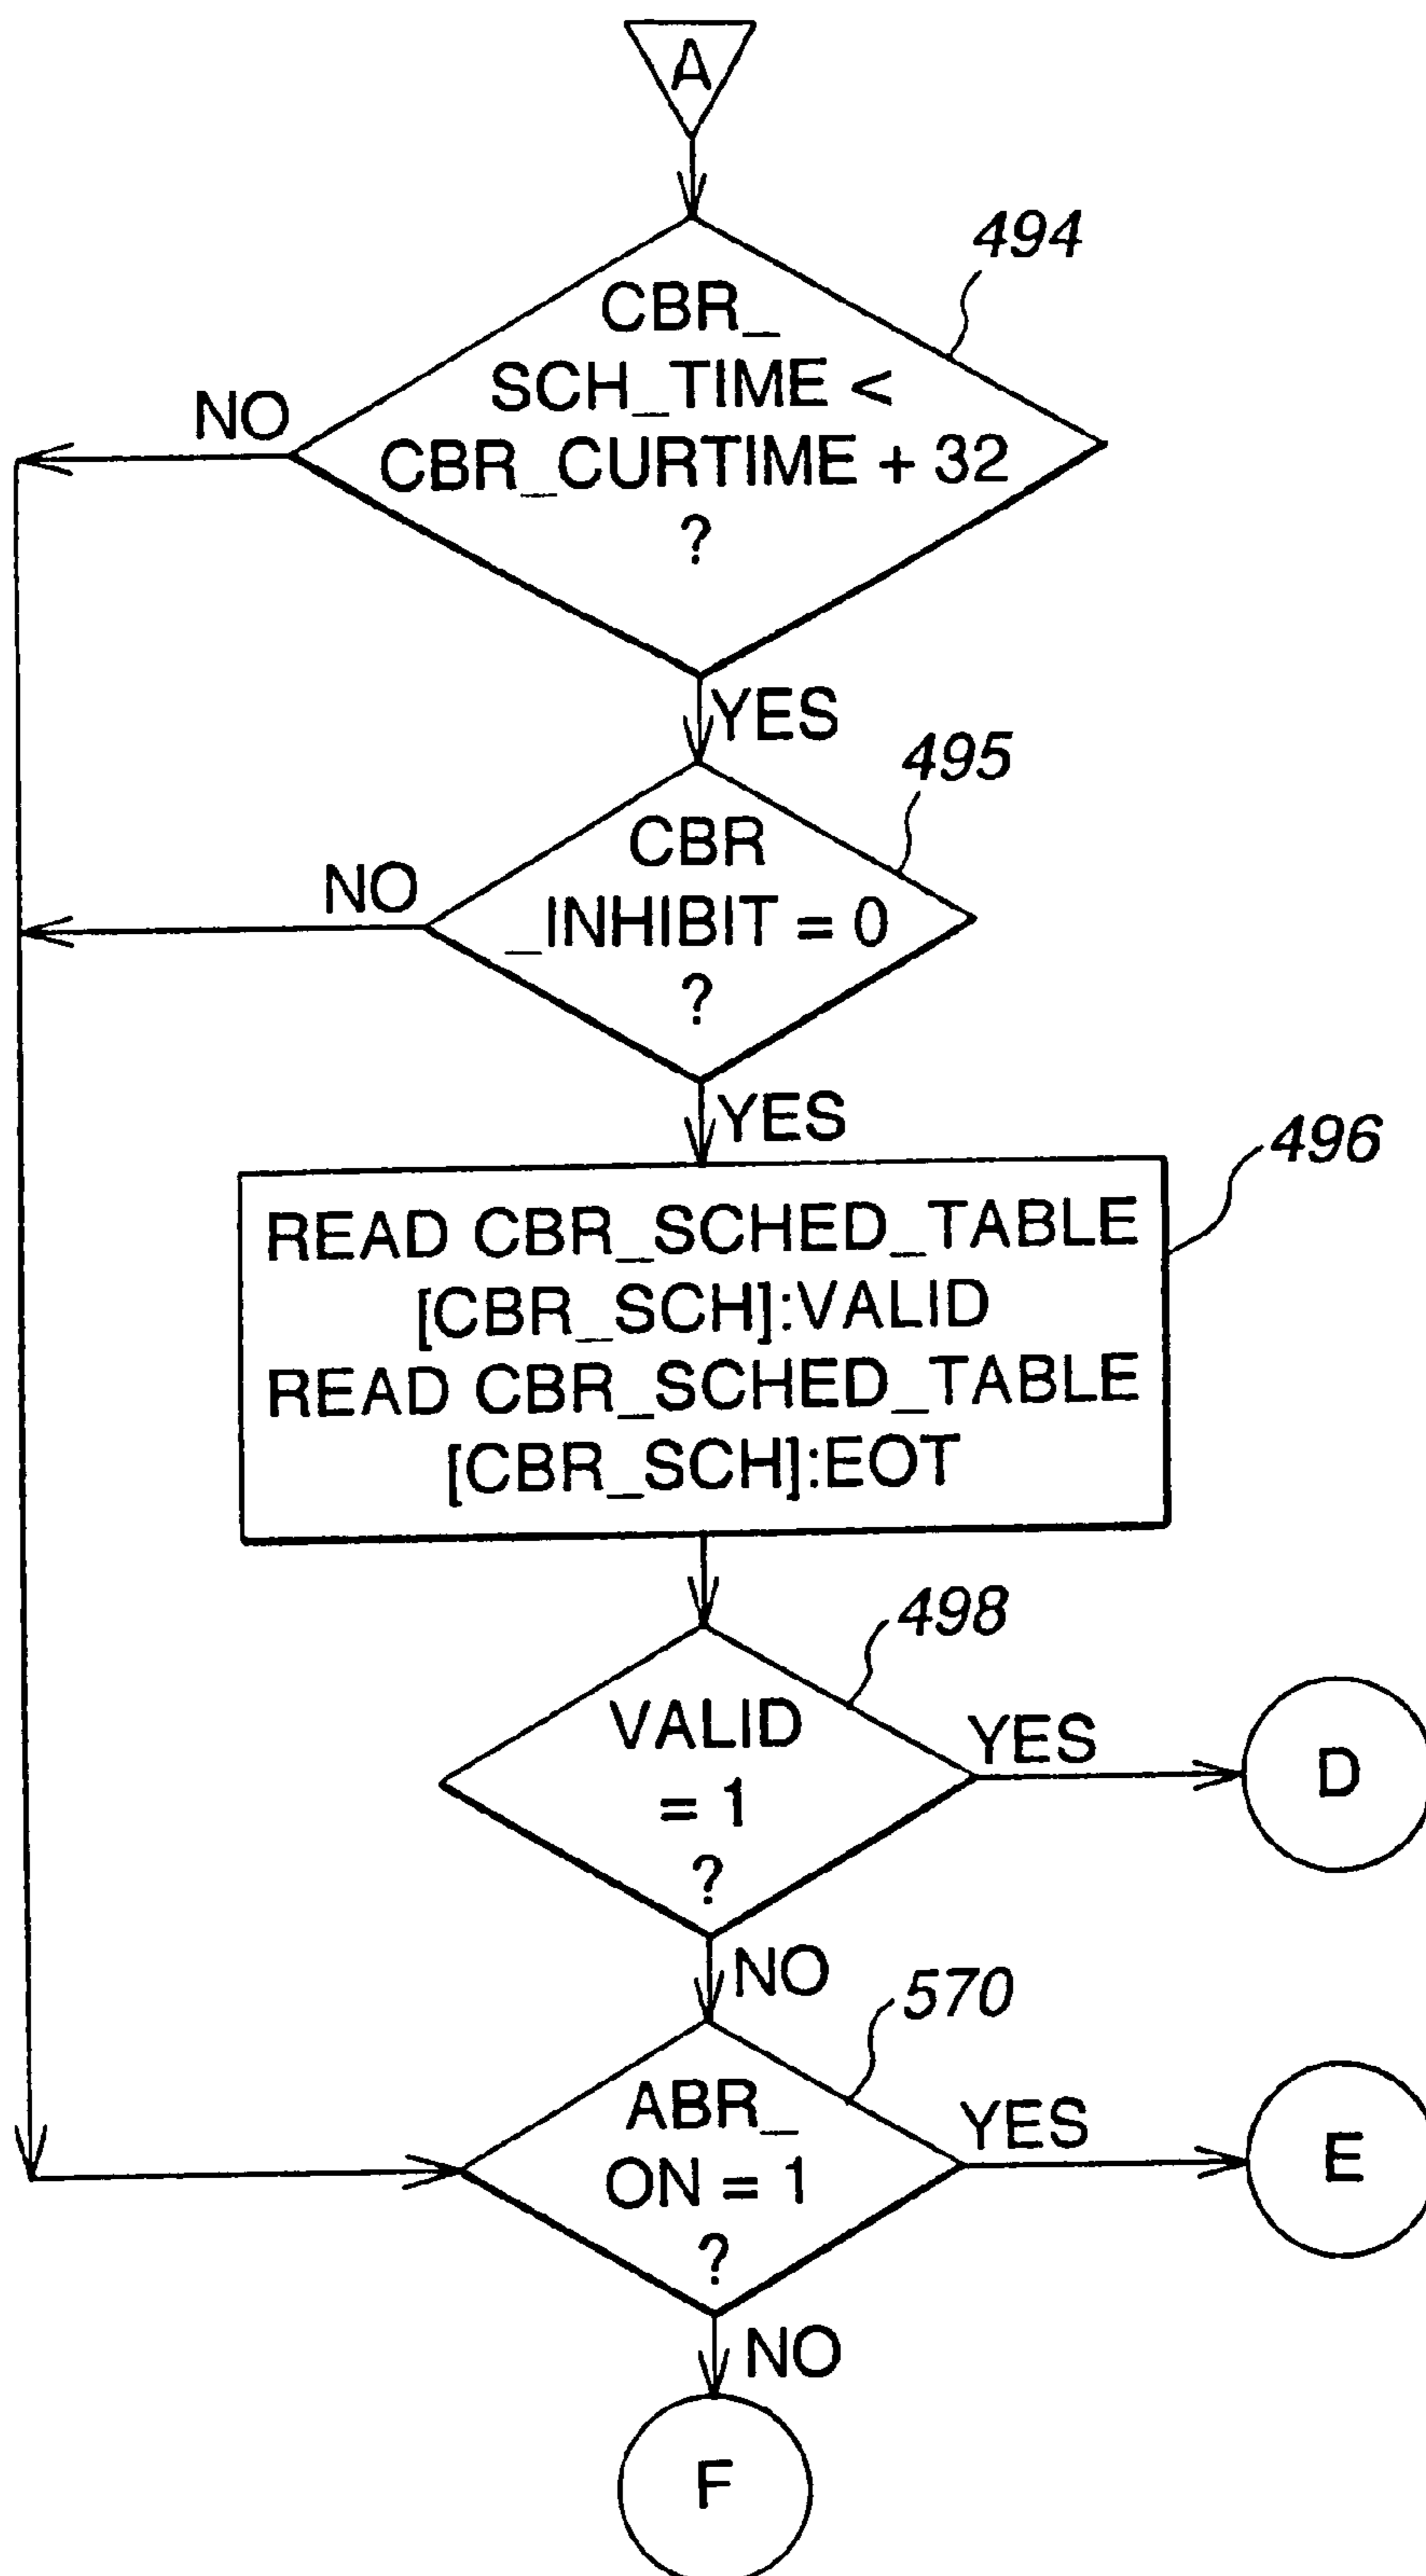 A
494
CBR_
SCH_TIME <
CBR_CURTIME + 32
?
NO
YES
495
CBR
_INHIBIT = 0
?
NO
YES
496
READ CBR_SCHED_TABLE
[CBR_SCH]:VALID
READ CBR_SCHED_TABLE
[CBR_SCH]:EOT
498
VALID
= 1
?
YES
D
NO
570
ABR_
ON = 1
?
YES
E
NO
F